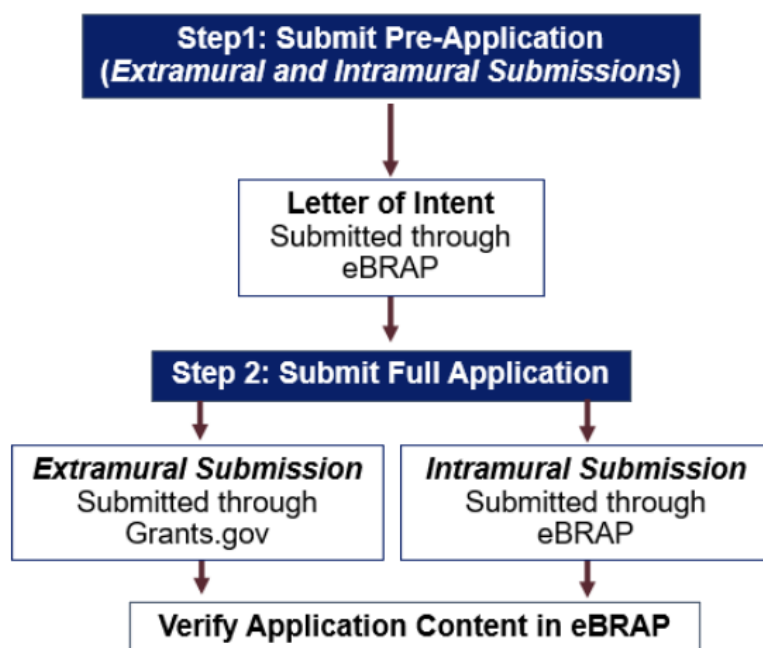 Step1: Submit Pre-Application
(Extramural and Intramural Submissions)
Letter of Intent
Submitted through
eBRAP
Step 2: Submit Full Application
Extramural Submission
Submitted through
Grants.gov
Intramural Submission
Submitted through
eBRAP
Verify Application Content in eBRAP